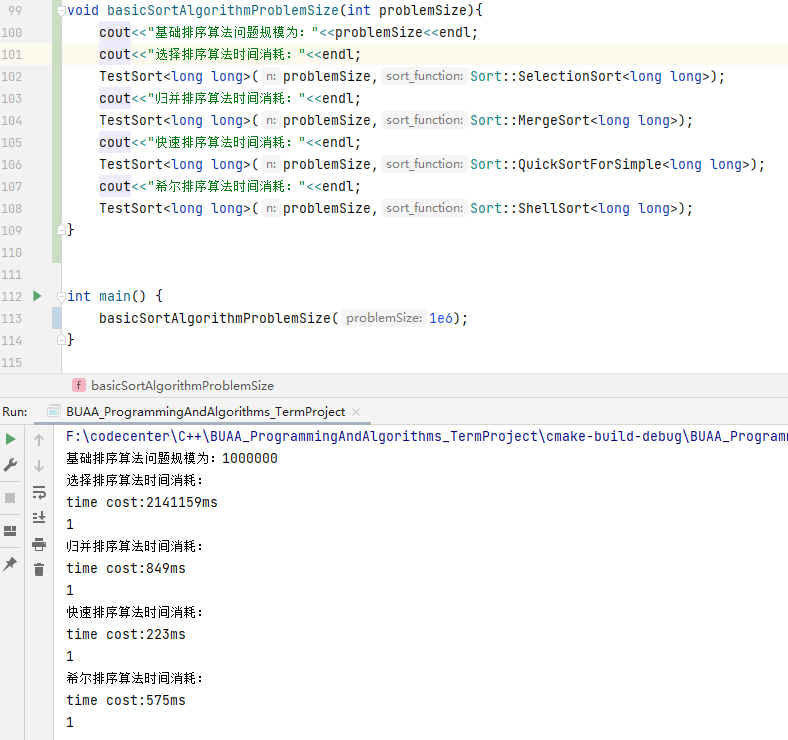 99 void basicSortAlgorithmProblemSize(int problemSize){
100 cout<<"基础排序算法问题规模为："<<problemSize<<endl;
101 cout<<"选择排序算法时间消耗："<<endl;
102 TestSort<long long>( n: problemSize, sort_function: Sort::SelectionSort<long long>);
103 cout<<"归并排序算法时间消耗："<<endl;
104 TestSort<long long>( n: problemSize, sort_function: Sort::MergeSort<long long>);
105 cout<<"快速排序算法时间消耗："<<endl;
106 TestSort<long long>( n: problemSize, sort_function: Sort::QuickSortForSimple<long long>);
107 cout<<"希尔排序算法时间消耗："<<endl;
108 TestSort<long long>( n: problemSize, sort_function: Sort::ShellSort<long long>);
109 }
110
111
112 int main() {
113 basicSortAlgorithmProblemSize( problemSize: 1e6);
114 }
115
f basicSortAlgorithmProblemSize
Run: BUAA_ProgrammingAndAlgorithms_TermProject ×
F:\codecenter\C++\BUAA_ProgrammingAndAlgorithms_TermProject\cmake-build-debug\BUAA_Program
基础排序算法问题规模为：1000000
选择排序算法时间消耗：
time cost:2141159ms
1
归并排序算法时间消耗：
time cost:849ms
1
快速排序算法时间消耗：
time cost:223ms
1
希尔排序算法时间消耗：
time cost:575ms
1